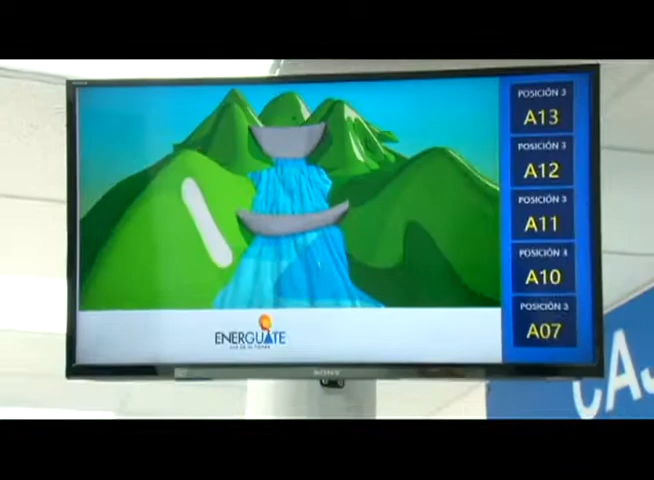 POSICIÓN 3
A13
POSICIÓN 3
A12
POSICIÓN 3
A11
POSICIÓN 4
A10
POSICIÓN 3
A07
ENERGUATE
SONY
CAJ